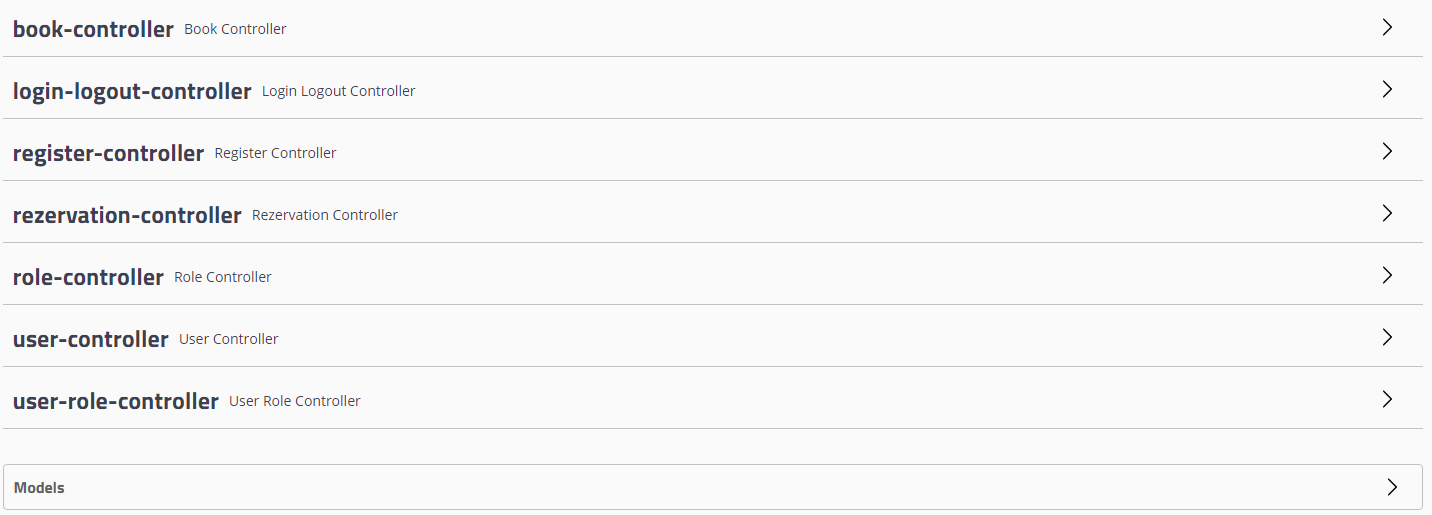 book-controller Book Controller
login-logout-controller Login Logout Controller
register-controller Register Controller
rezervation-controller Rezervation Controller
role-controller Role Controller
user-controller User Controller
user-role-controller User Role Controller
Models